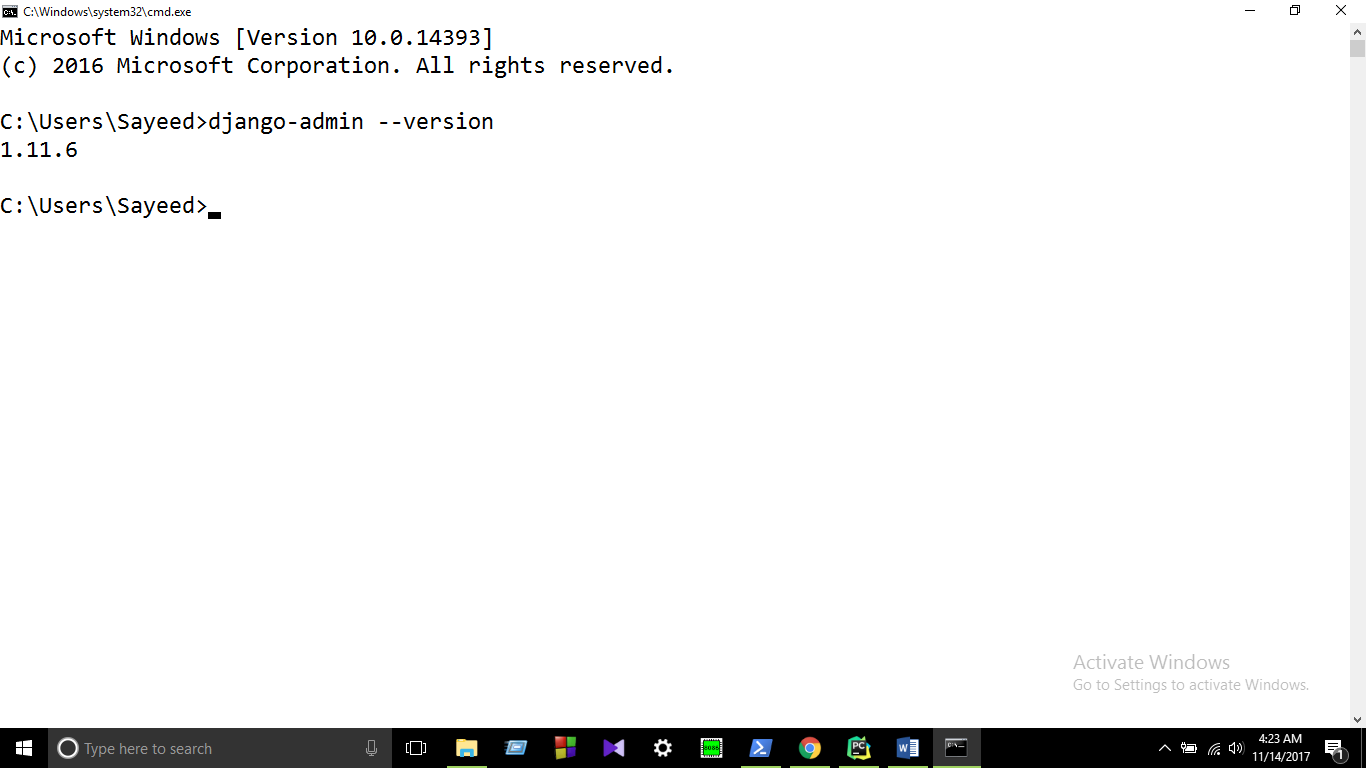 C:\Windows\system32\cmd.exe
Microsoft Windows [Version 10.0.14393]
(c) 2016 Microsoft Corporation. All rights reserved.
C:\Users\Sayeed>django-admin --version
1.11.6
C:\Users\Sayeed>
Activate Windows
Go to Settings to activate Windows.
Type here to search
8086
PC
W
4:23 AM
11/14/2017
1